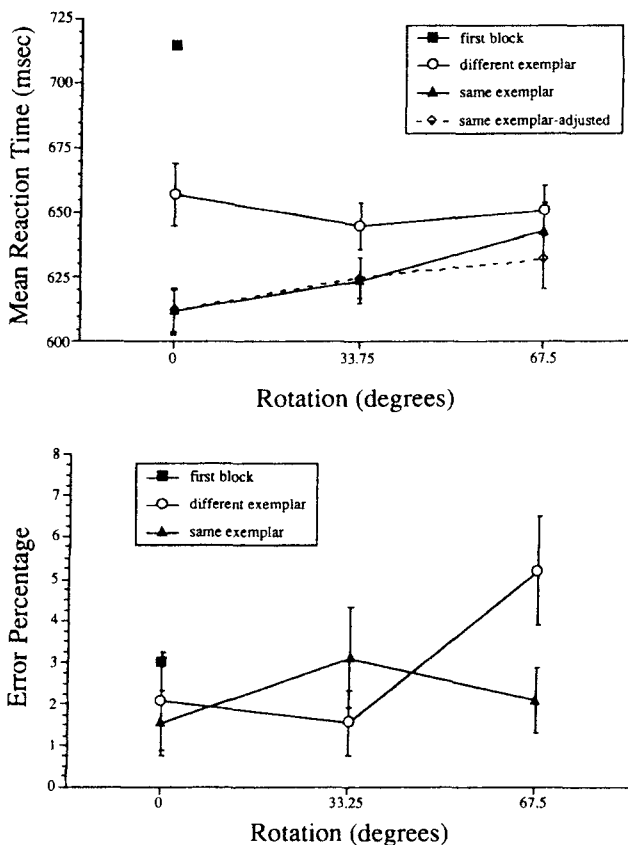 725
700
675
650
625
600
Mean Reaction Time (msec)
first block
different exemplar
same exemplar
same exemplar-adjusted
0
33.75
67.5
Rotation (degrees)
8
7
6
5
4
3
2
1
0
Error Percentage
first block
different exemplar
same exemplar
0
33.25
67.5
Rotation (degrees)